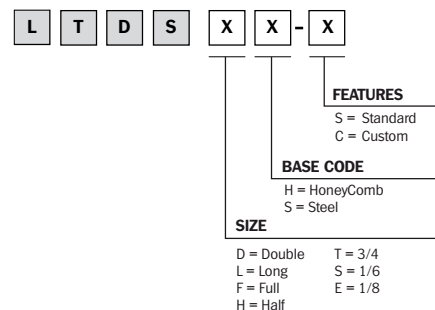 L T D S X X – X
FEATURES
S = Standard
C = Custom
BASE CODE
H = HoneyComb
S = Steel
SIZE
D = Double T = 3/4
L = Long S = 1/6
F = Full E = 1/8
H = Half